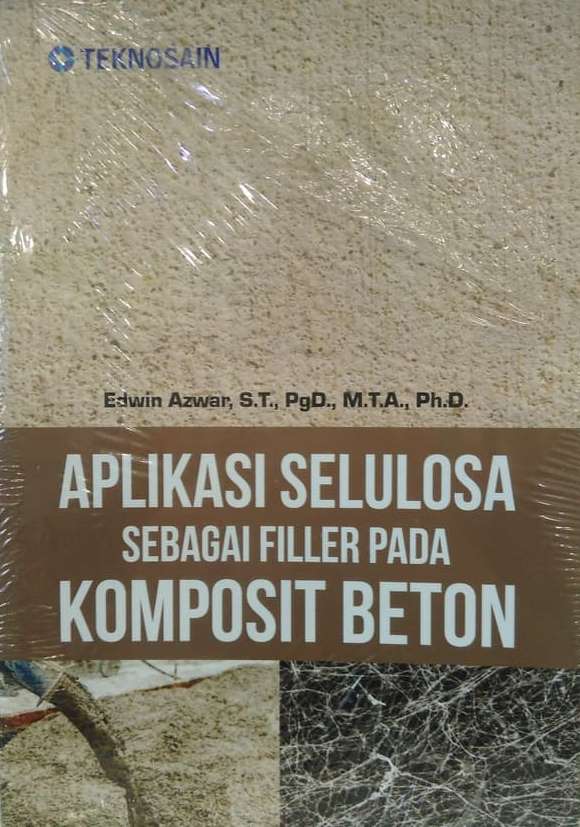 TEKNOSAIN
Edwin Azwar, S.T., PgD., M.T.A., Ph.D.
APLIKASI SELULOSA
SEBAGAI FILLER PADA
KOMPOSIT BETON